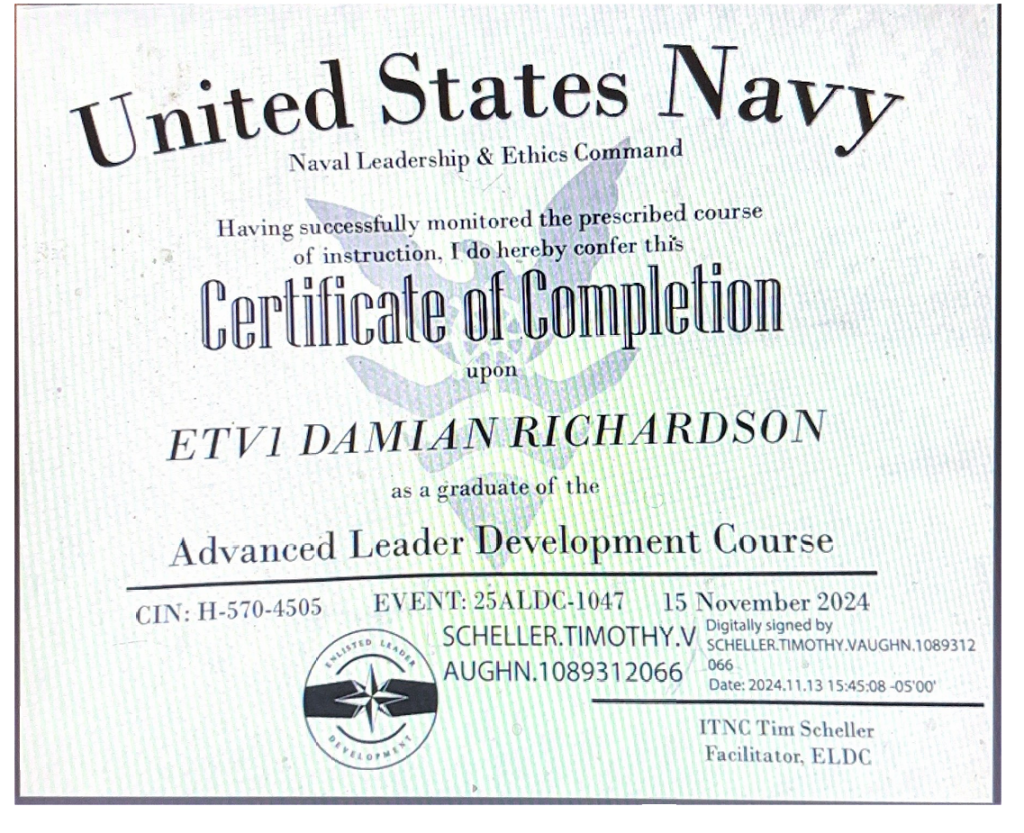 United States Navy
Naval Leadership & Ethics Command
Having successfully monitored the prescribed course
of instruction, I do hereby confer this
Certificate of Completion
upon
ETV1 DAMIAN RICHARDSON
as a graduate of the
Advanced Leader Development Course
CIN: H-570-4505 EVENT: 25ALDC-1047 15 November 2024
SCHELLER.TIMOTHY.V
AUGHN.1089312066
Digitally signed by
SCHELLER.TIMOTHY.VAUGHN.1089312
066
Date: 2024.11.13 15:45:08 -05'00'
ENLISTED LEADER
DEVELOPMENT
ITNC Tim Scheller
Facilitator, ELDC